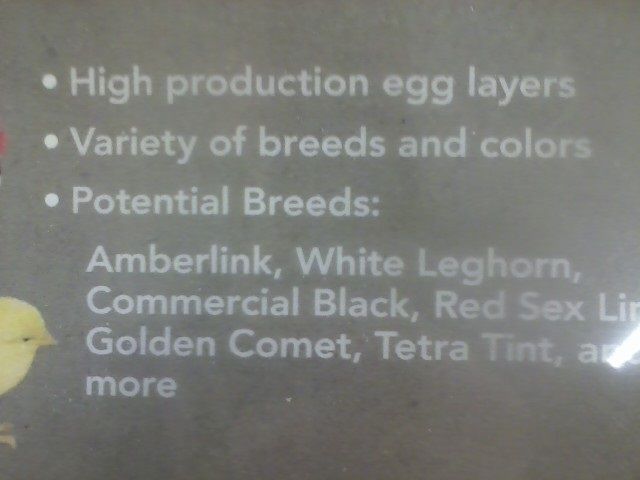 • High production egg layers
• Variety of breeds and colors
• Potential Breeds:
Amberlink, White Leghorn,
Commercial Black, Red Sex
Golden Comet, Tetra Tint,
more